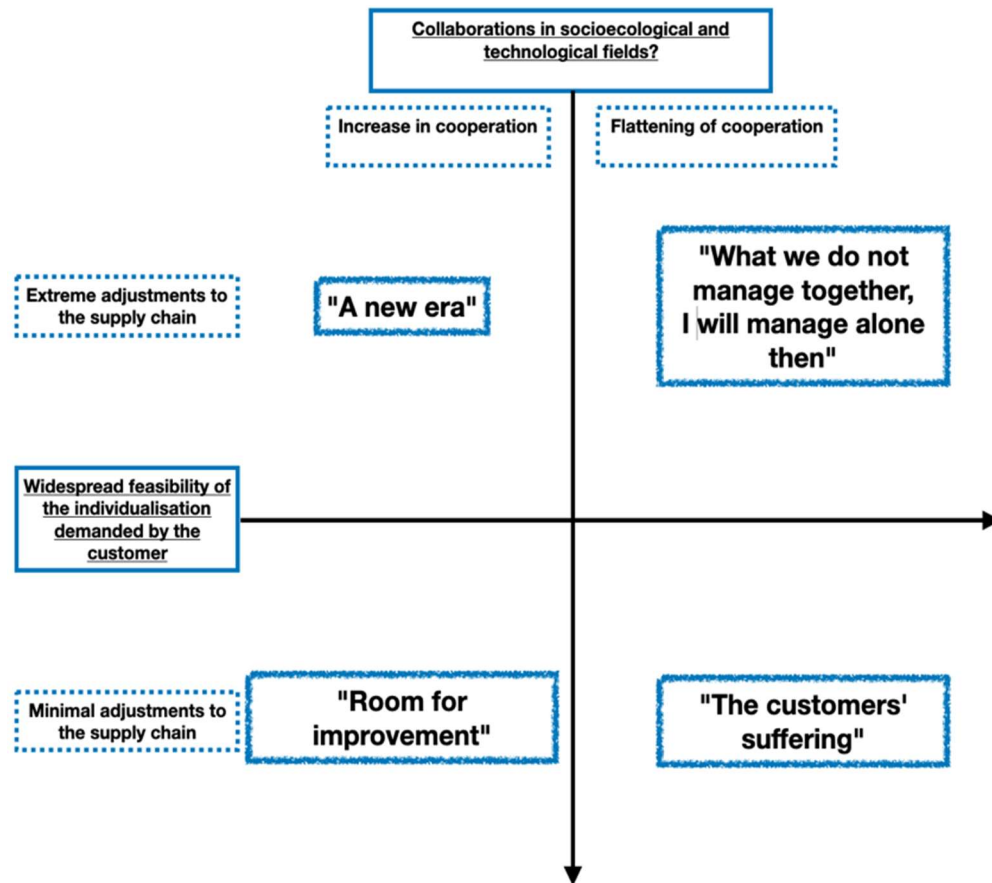 Collaborations in socioecological and
technological fields?
Increase in cooperation
Flattening of cooperation
Extreme adjustments to
the supply chain
"A new era"
"What we do not
manage together,
I will manage alone
then"
Widespread feasibility of
the individualisation
demanded by the
customer
Minimal adjustments to
the supply chain
"Room for
improvement"
"The customers'
suffering"